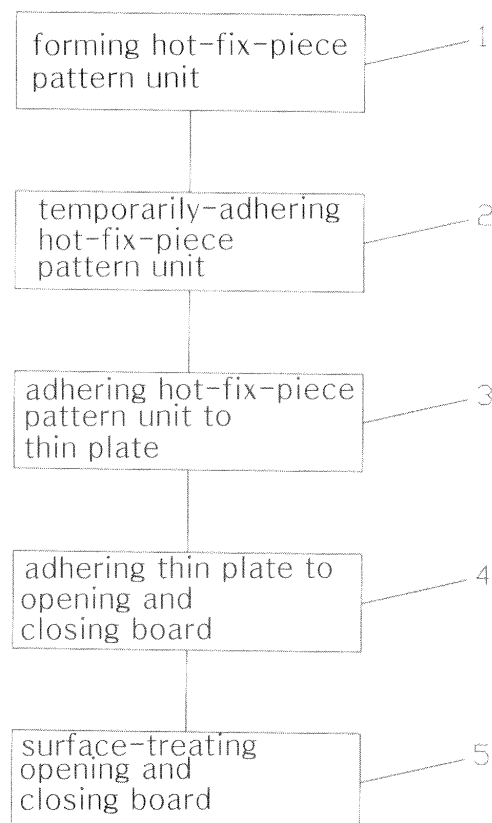 forming hot-fix-piece
pattern unit
1
temporarily-adhering
hot-fix-piece
pattern unit
2
adhering hot-fix-piece
pattern unit to
thin plate
3
adhering thin plate to
opening and
closing board
4
surface-treating
opening and
closing board
5